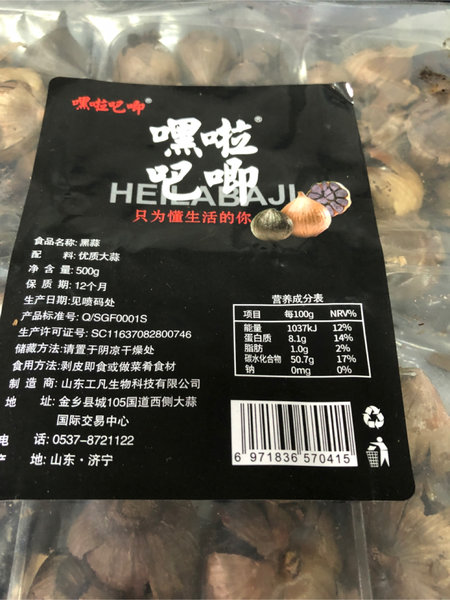 嘿啦吧唧®
嘿啦®
吧唧
HEILABAJI
只为懂生活的你
食品名称: 黑蒜
配 料: 优质大蒜
净 含 量: 500g
保 质 期: 12个月
生产日期: 见喷码处
产品标准号: Q/SGF0001S
生产许可证号: SC11637082800746
储藏方法: 请置于阴凉干燥处
食用方法: 剥皮即食或做菜肴食材
制 造 商: 山东工凡生物科技有限公司
地 址: 金乡县城105国道西侧大蒜
国际交易中心
电 话: 0537-8721122
产 地: 山东·济宁
营养成分表
项目 每100g NRV%
能量 1037kJ 12%
蛋白质 8.1g 14%
脂肪 1.0g 2%
碳水化合物 50.7g 17%
钠 0mg 0%
6 971836 570415